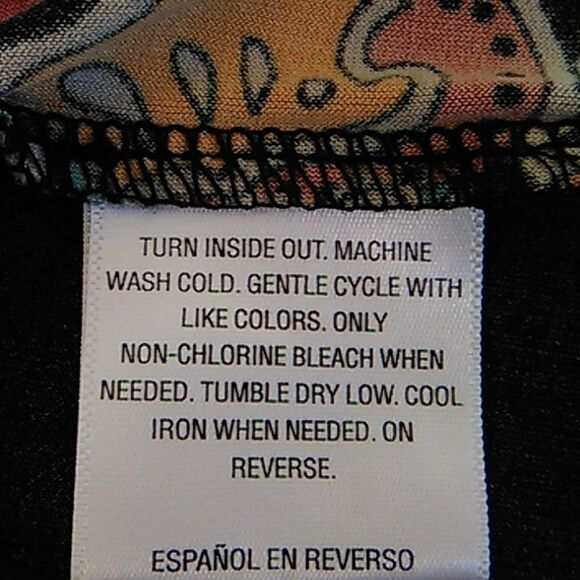 TURN INSIDE OUT. MACHINE
WASH COLD. GENTLE CYCLE WITH
LIKE COLORS. ONLY
NON-CHLORINE BLEACH WHEN
NEEDED. TUMBLE DRY LOW. COOL
IRON WHEN NEEDED. ON
REVERSE.
ESPAÑOL EN REVERSO